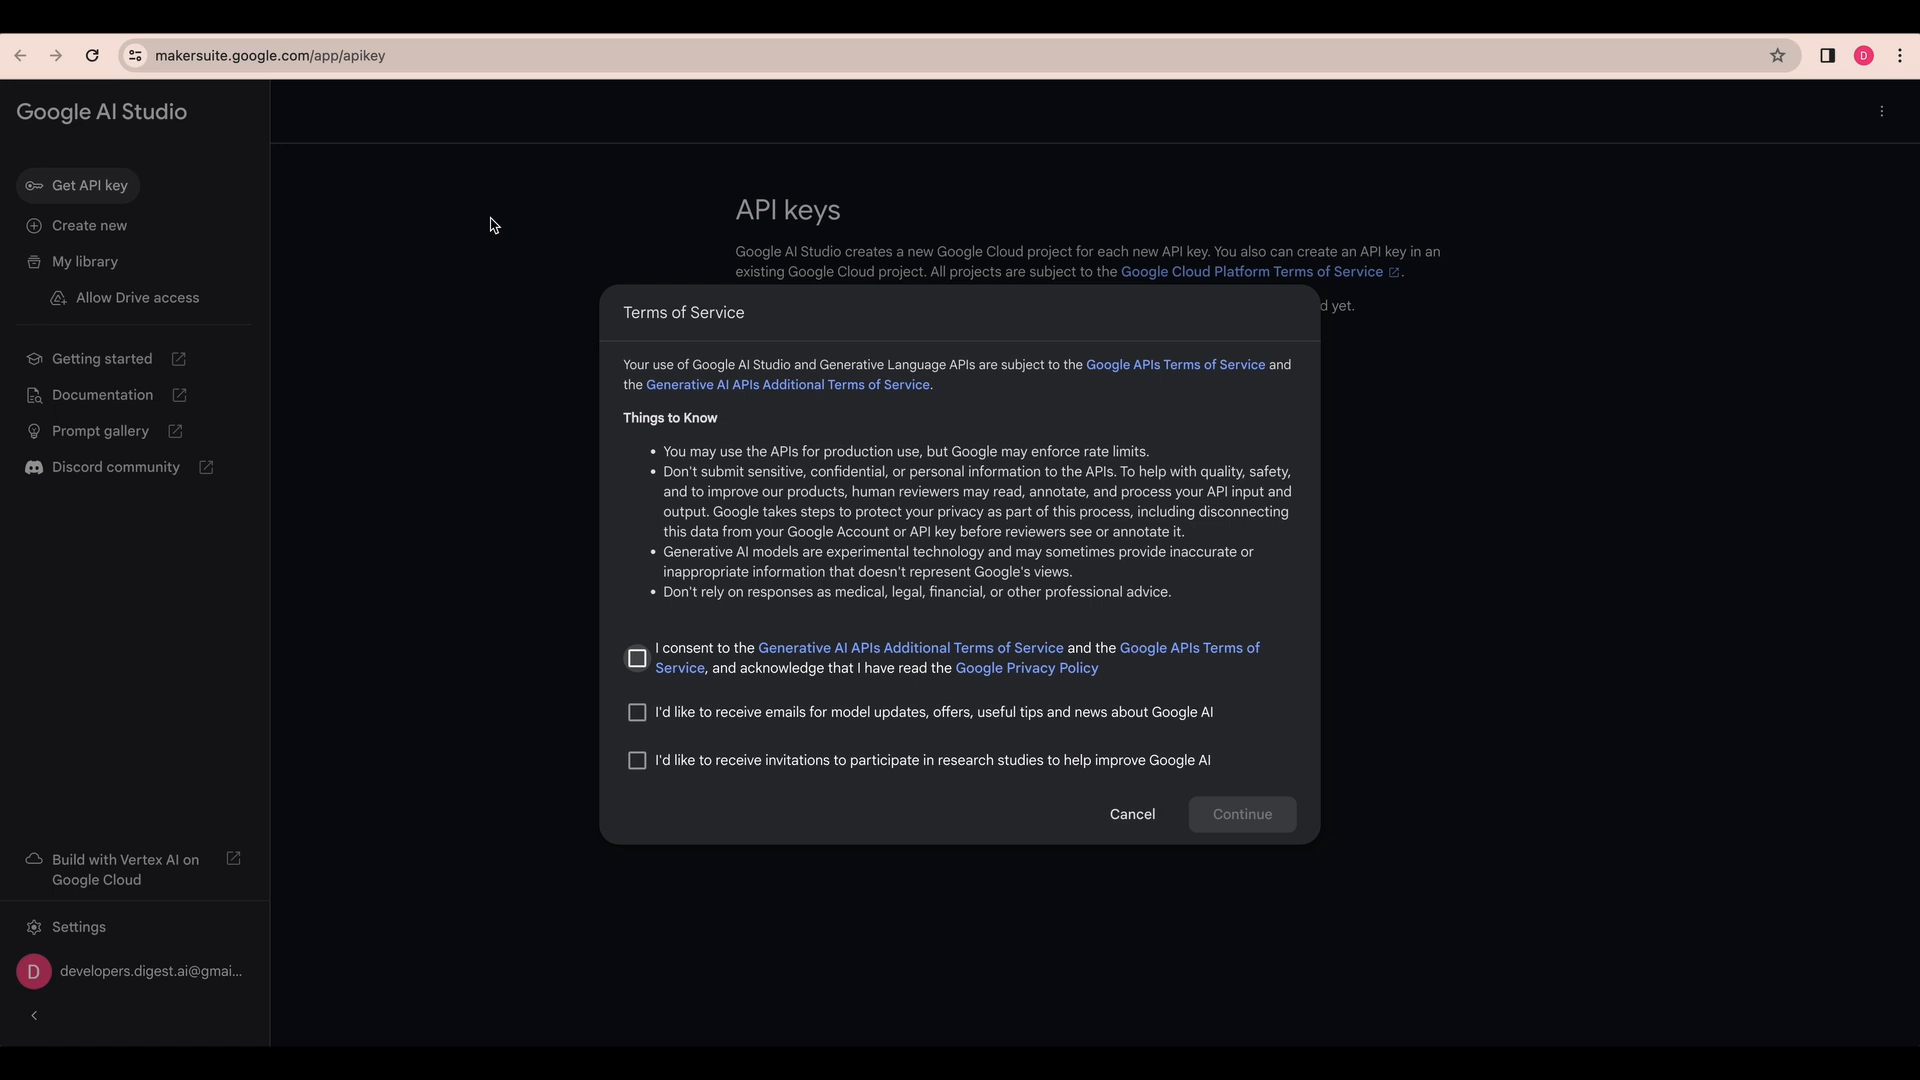 makersuite.google.com/app/apikey
D
Google AI Studio
Get API key
Create new
My library
Allow Drive access
Getting started
Documentation
Prompt gallery
Discord community
Build with Vertex AI on
Google Cloud
Settings
D
developers.digest.ai@gmai...
API keys
Google AI Studio creates a new Google Cloud project for each new API key. You also can create an API key in an
existing Google Cloud project. All projects are subject to the Google Cloud Platform Terms of Service.
d yet.
Terms of Service
Your use of Google AI Studio and Generative Language APIs are subject to the Google APIs Terms of Service and
the Generative AI APIs Additional Terms of Service.
Things to Know
• You may use the APIs for production use, but Google may enforce rate limits.
• Don't submit sensitive, confidential, or personal information to the APIs. To help with quality, safety,
and to improve our products, human reviewers may read, annotate, and process your API input and
output. Google takes steps to protect your privacy as part of this process, including disconnecting
this data from your Google Account or API key before reviewers see or annotate it.
• Generative AI models are experimental technology and may sometimes provide inaccurate or
inappropriate information that doesn't represent Google's views.
• Don't rely on responses as medical, legal, financial, or other professional advice.
I consent to the Generative AI APIs Additional Terms of Service and the Google APIs Terms of
Service, and acknowledge that I have read the Google Privacy Policy
I'd like to receive emails for model updates, offers, useful tips and news about Google AI
I'd like to receive invitations to participate in research studies to help improve Google AI
Cancel
Continue